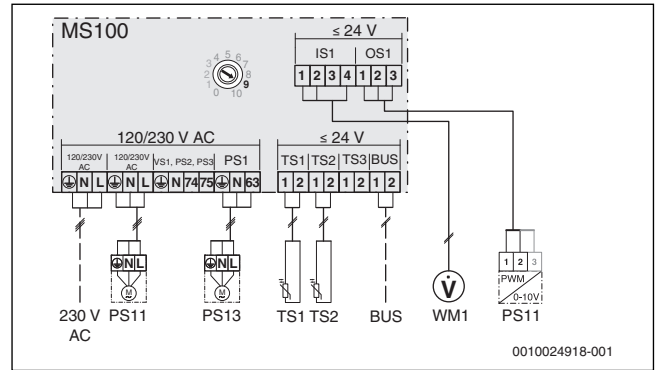 MS100
≤ 24 V
IS1 OS1
1 2 3 4 1 2 3
0 1 2 3 4 5 6 7 8 9 10
120/230 V AC
≤ 24 V
120/230V AC
120/230V AC
VS1, PS2, PS3
PS1
TS1 TS2 TS3 BUS
N L N L N 74 75 N 63
1 2 1 2 1 2 1 2
N L
N L
M
M
V̇
1 2 3
PWM
0-10V
230 V AC
PS11
PS13
TS1 TS2
BUS
WM1
PS11
0010024918-001